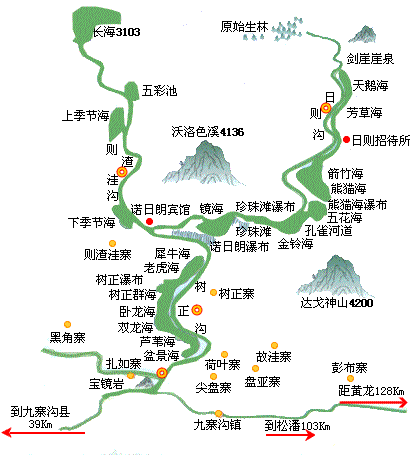 长海3103
原始生林
剑崖崖泉
五彩池
天鹅海
上季节海
日
则
沟
芳草海
沃洛色溪4136
日则招待所
则
渣
洼
沟
箭竹海
熊猫海
诺日朗宾馆
镜海
珍珠滩瀑布
熊猫海瀑布
五花海
下季节海
珍珠滩
孔雀河道
诺日朗瀑布
金铃海
则渣洼寨
犀牛海
老虎海
树正瀑布
树正群海
树
正
沟
树正寨
达戈神山4200
卧龙海
双龙海
黑角寨
芦苇海
盆景海
扎如寨
荷叶寨
故洼寨
彭布寨
宝镜岩
尖盘寨
盘亚寨
距黄龙128Km
到九寨沟县
39Km
九寨沟镇
到松潘103Km